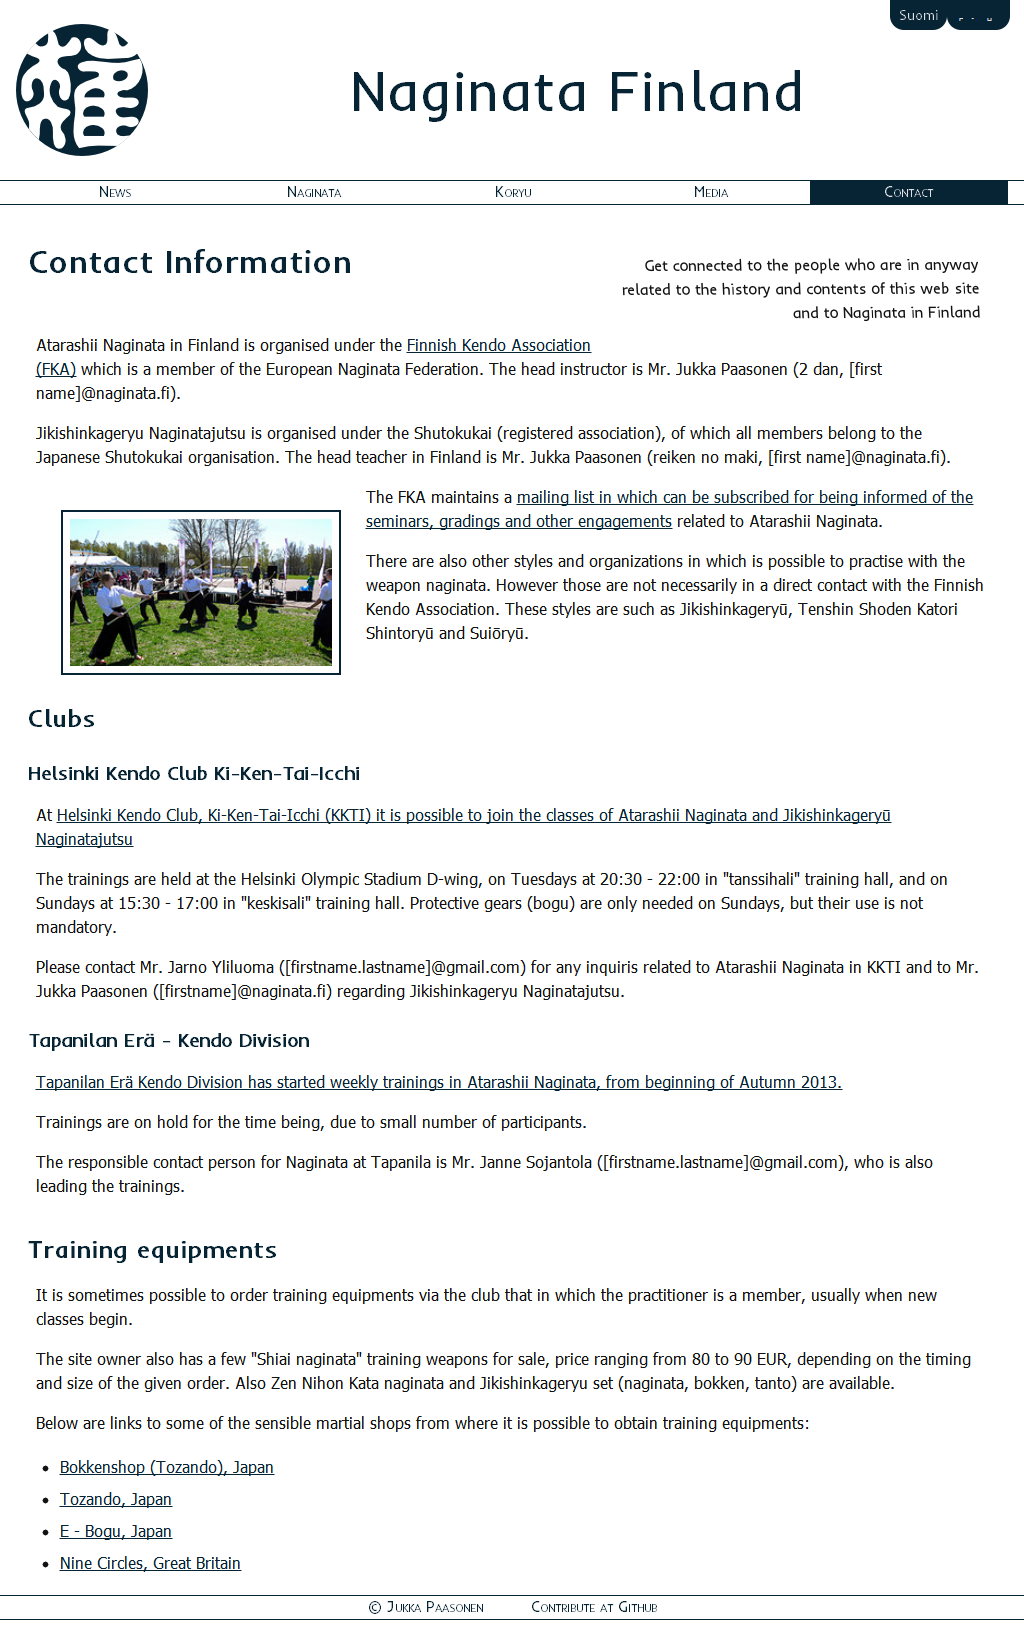 Suomi
Naginata Finland
News Naginata Koryu Media Contact
Contact Information
Get connected to the people who are in anyway
related to the history and contents of this web site
and to Naginata in Finland
Atarashii Naginata in Finland is organised under the Finnish Kendo Association
(FKA) which is a member of the European Naginata Federation. The head instructor is Mr. Jukka Paasonen (2 dan, [first
name]@naginata.fi).
Jikishinkageryu Naginatajutsu is organised under the Shutokukai (registered association), of which all members belong to the
Japanese Shutokukai organisation. The head teacher in Finland is Mr. Jukka Paasonen (reiken no maki, [first name]@naginata.fi).
The FKA maintains a mailing list in which can be subscribed for being informed of the
seminars, gradings and other engagements related to Atarashii Naginata.
There are also other styles and organizations in which is possible to practise with the
weapon naginata. However those are not necessarily in a direct contact with the Finnish
Kendo Association. These styles are such as Jikishinkageryū, Tenshin Shoden Katori
Shintoryū and Suiōryū.
Clubs
Helsinki Kendo Club Ki-Ken-Tai-Icchi
At Helsinki Kendo Club, Ki-Ken-Tai-Icchi (KKTI) it is possible to join the classes of Atarashii Naginata and Jikishinkageryū
Naginatajutsu
The trainings are held at the Helsinki Olympic Stadium D-wing, on Tuesdays at 20:30 - 22:00 in "tanssihali" training hall, and on
Sundays at 15:30 - 17:00 in "keskisali" training hall. Protective gears (bogu) are only needed on Sundays, but their use is not
mandatory.
Please contact Mr. Jarno Yliluoma ([firstname.lastname]@gmail.com) for any inquiris related to Atarashii Naginata in KKTI and to Mr.
Jukka Paasonen ([firstname]@naginata.fi) regarding Jikishinkageryu Naginatajutsu.
Tapanilan Erä - Kendo Division
Tapanilan Erä Kendo Division has started weekly trainings in Atarashii Naginata, from beginning of Autumn 2013.
Trainings are on hold for the time being, due to small number of participants.
The responsible contact person for Naginata at Tapanila is Mr. Janne Sojantola ([firstname.lastname]@gmail.com), who is also
leading the trainings.
Training equipments
It is sometimes possible to order training equipments via the club that in which the practitioner is a member, usually when new
classes begin.
The site owner also has a few "Shiai naginata" training weapons for sale, price ranging from 80 to 90 EUR, depending on the timing
and size of the given order. Also Zen Nihon Kata naginata and Jikishinkageryu set (naginata, bokken, tanto) are available.
Below are links to some of the sensible martial shops from where it is possible to obtain training equipments:
• Bokkenshop (Tozando), Japan
• Tozando, Japan
• E - Bogu, Japan
• Nine Circles, Great Britain
© Jukka Paasonen Contribute at Github